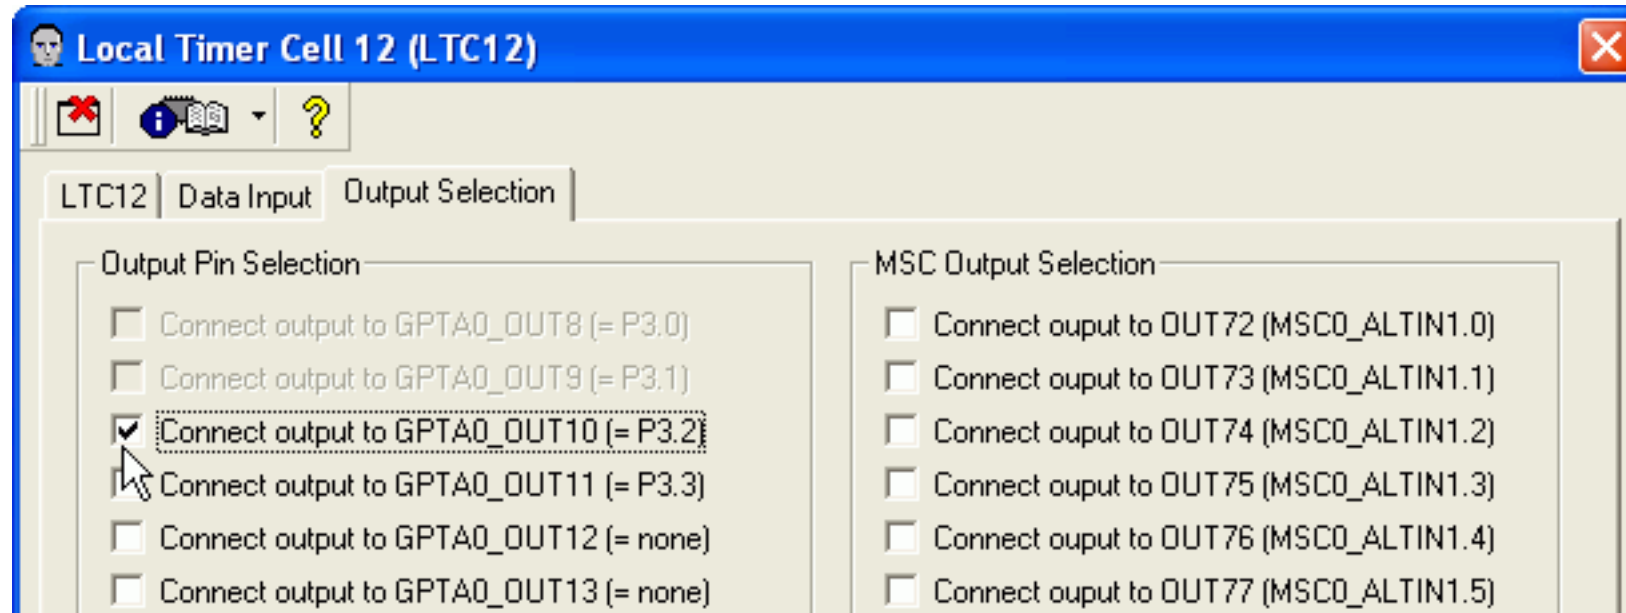 Local Timer Cell 12 (LTC12)
LTC12 Data Input Output Selection
Output Pin Selection
Connect output to GPTA0_OUT8 (= P3.0)
Connect output to GPTA0_OUT9 (= P3.1)
Connect output to GPTA0_OUT10 (= P3.2)
Connect output to GPTA0_OUT11 (= P3.3)
Connect output to GPTA0_OUT12 (= none)
Connect output to GPTA0_OUT13 (= none)
MSC Output Selection
Connect ouput to OUT72 (MSC0_ALTIN1.0)
Connect ouput to OUT73 (MSC0_ALTIN1.1)
Connect ouput to OUT74 (MSC0_ALTIN1.2)
Connect ouput to OUT75 (MSC0_ALTIN1.3)
Connect ouput to OUT76 (MSC0_ALTIN1.4)
Connect ouput to OUT77 (MSC0_ALTIN1.5)